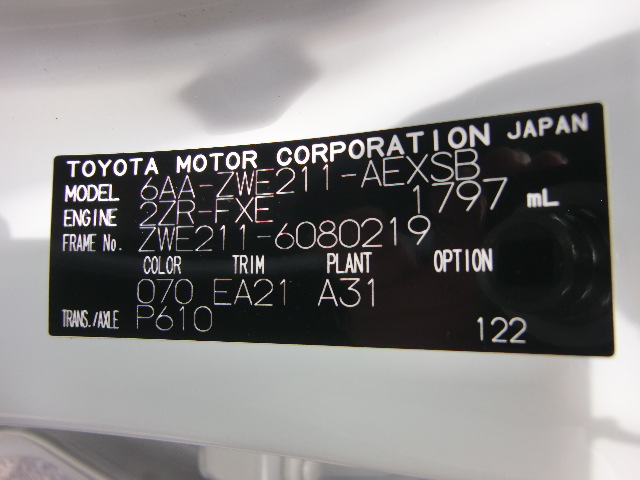 TOYOTA MOTOR CORPORATION JAPAN
MODEL 6AA-ZWE211-AEXSB
ENGINE 2ZR-FXE 1797 mL
FRAME No. ZWE211-6080219
COLOR TRIM PLANT OPTION
070 EA21 A31
TRANS./AXLE P610
122